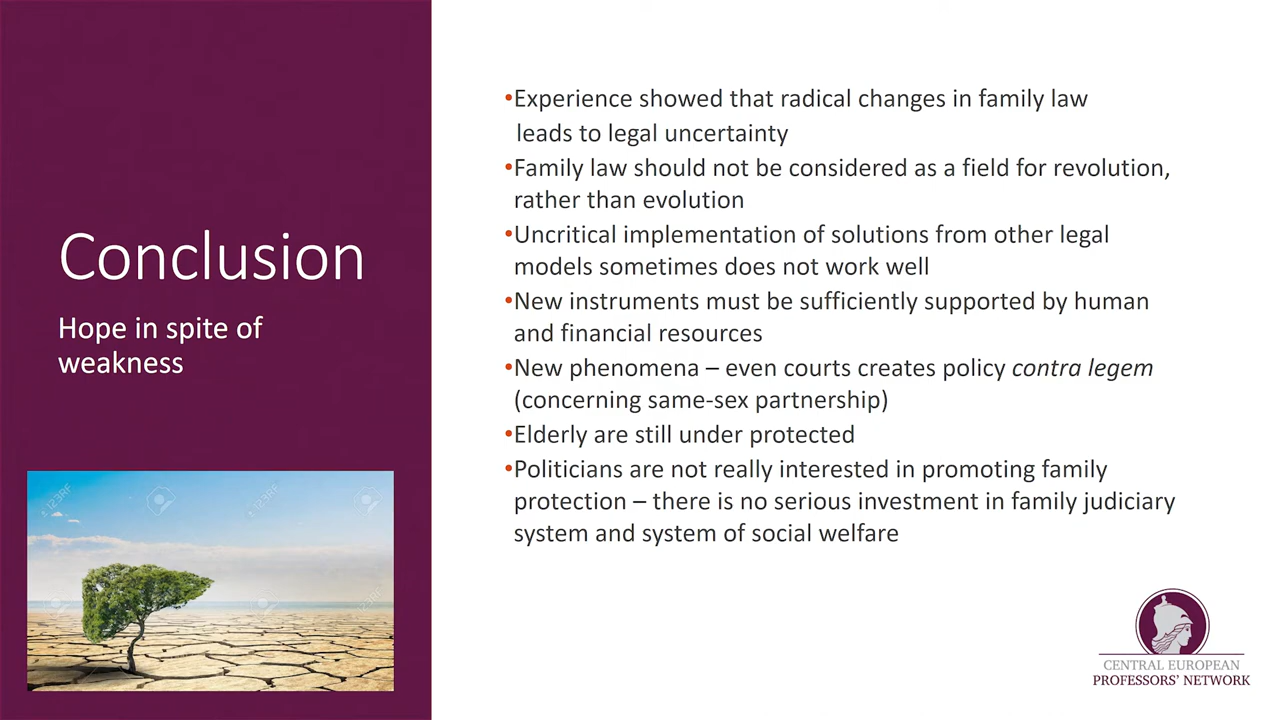 Conclusion
Hope in spite of
weakness
•Experience showed that radical changes in family law
leads to legal uncertainty
•Family law should not be considered as a field for revolution,
rather than evolution
•Uncritical implementation of solutions from other legal
models sometimes does not work well
•New instruments must be sufficiently supported by human
and financial resources
•New phenomena – even courts creates policy contra legem
(concerning same-sex partnership)
•Elderly are still under protected
•Politicians are not really interested in promoting family
protection – there is no serious investment in family judiciary
system and system of social welfare
123RF
123RF
123RF
CENTRAL EUROPEAN
PROFESSORS' NETWORK